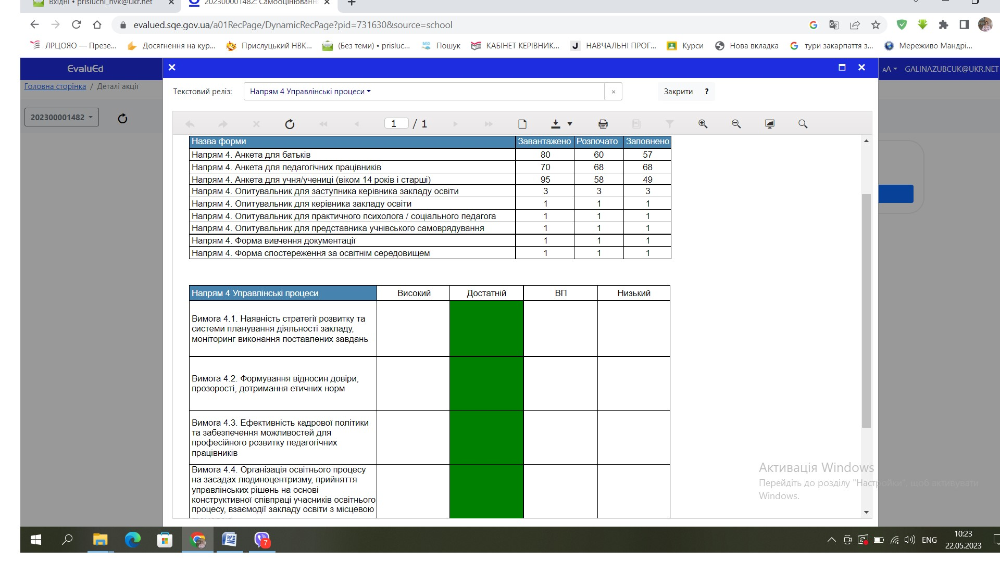 Вхідні • prisluchi_nvk@ukr.net
202300001482: Самооцінюванн
evalued.sqe.gov.ua/a01RecPage/DynamicRecPage?pid=731630&source=school
ЛРЦОЯО — Презе... Досягнення на кур... Прислуцький НВК... (Без теми) • prisluc... Пошук КАБІНЕТ КЕРІВНИК... НАВЧАЛЬНІ ПРОГ... Курси Нова вкладка тури закарпаття з... Мереживо Мандрі...
EvaluEd
AA GALINAZUBCUK@UKR.NET
Головна сторінка / Деталі акції
Текстовий реліз: Напрям 4 Управлінські процеси Закрити ?
202300001482
1 / 1
Назва форми Завантажено Розпочато Заповнено
Напрям 4. Анкета для батьків 80 60 57
Напрям 4. Анкета для педагогічних працівників 70 68 68
Напрям 4. Анкета для учня/учениці (віком 14 років і старші) 95 58 49
Напрям 4. Опитувальник для заступника керівника закладу освіти 3 3 3
Напрям 4. Опитувальник для керівника закладу освіти 1 1 1
Напрям 4. Опитувальник для практичного психолога / соціального педагога 1 1 1
Напрям 4. Опитувальник для представника учнівського самоврядування 1 1 1
Напрям 4. Форма вивчення документації 1 1 1
Напрям 4. Форма спостереження за освітнім середовищем 1 1 1
Напрям 4 Управлінські процеси Високий Достатній ВП Низький
Вимога 4.1. Наявність стратегії розвитку та
системи планування діяльності закладу,
моніторинг виконання поставлених завдань
Вимога 4.2. Формування відносин довіри,
прозорості, дотримання етичних норм
Вимога 4.3. Ефективність кадрової політики
та забезпечення можливостей для
професійного розвитку педагогічних
працівників
Вимога 4.4. Організація освітнього процесу
на засадах людиноцентризму, прийняття
управлінських рішень на основі
конструктивної співпраці учасників освітнього
процесу, взаємодії закладу освіти з місцевою
Активація Windows
Перейдіть до розділу "Настройки", щоб активувати
Windows.
7
ENG
10:23
22.05.2023